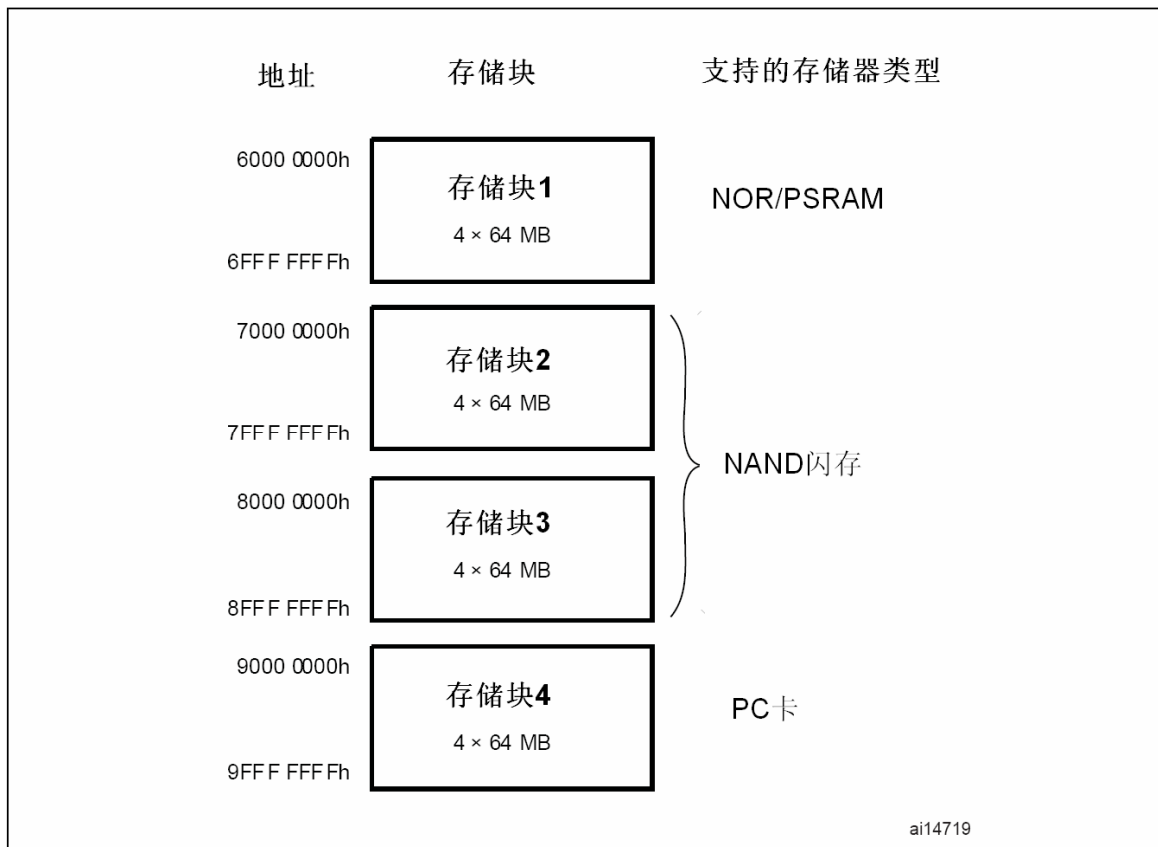 地址 存储块 支持的存储器类型
6000 0000h
存储块1
4 × 64 MB
NOR/PSRAM
6FFF FFFFh
7000 0000h
存储块2
4 × 64 MB
7FFF FFFFh
NAND闪存
8000 0000h
存储块3
4 × 64 MB
8FFF FFFFh
9000 0000h
存储块4
4 × 64 MB
PC卡
9FFF FFFFh
ai14719